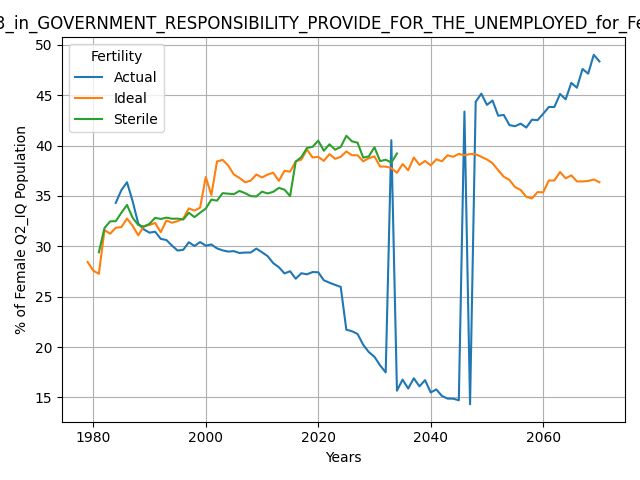 3_in_GOVERNMENT_RESPONSIBILITY_PROVIDE_FOR_THE_UNEMPLOYED_for_Fe
Fertility
Actual
Ideal
Sterile
% of Female Q2_IQ Population
50
45
40
35
30
25
20
15
1980 2000 2020 2040 2060
Years